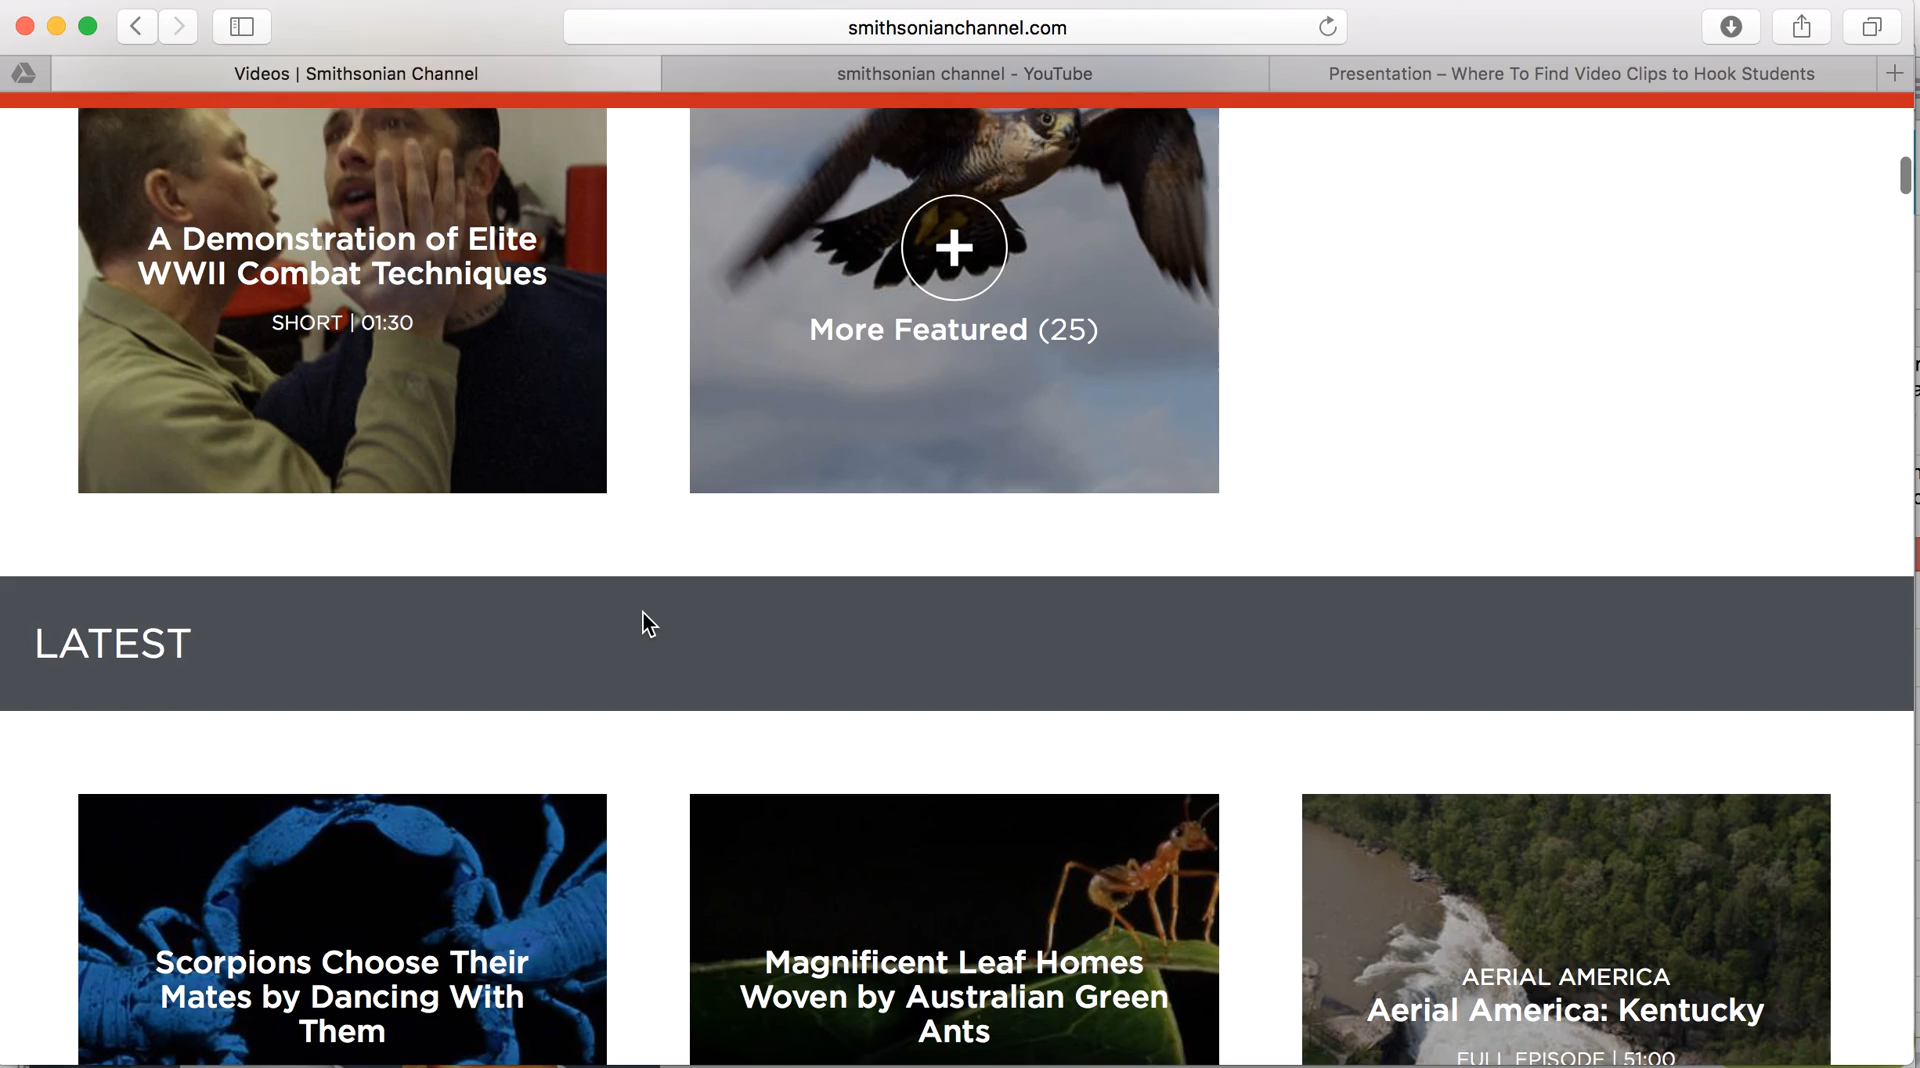 smithsonianchannel.com
Videos | Smithsonian Channel
smithsonian channel - YouTube
Presentation – Where To Find Video Clips to Hook Students
A Demonstration of Elite
WWII Combat Techniques
SHORT | 01:30
More Featured (25)
LATEST
Scorpions Choose Their
Mates by Dancing With
Them
Magnificent Leaf Homes
Woven by Australian Green
Ants
AERIAL AMERICA
Aerial America: Kentucky
FULL EPISODE | 51:00